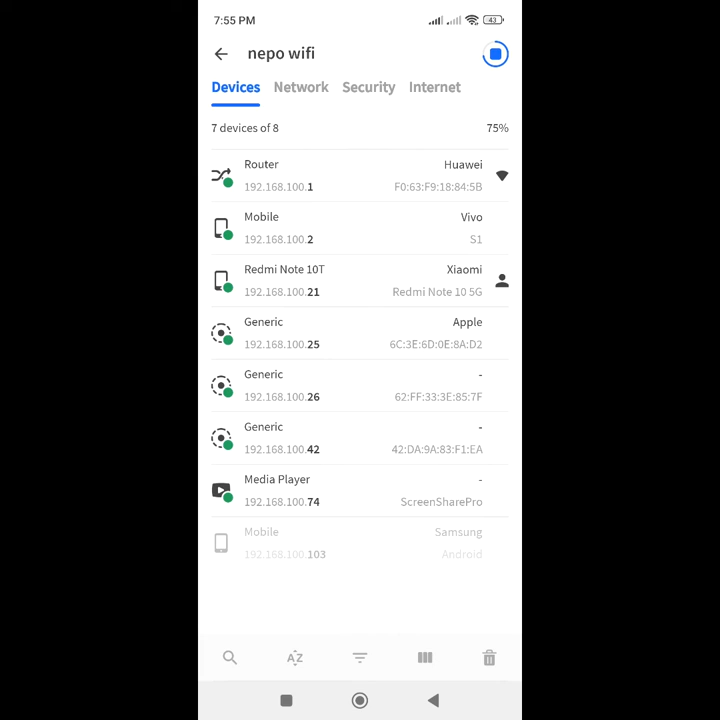 7:55 PM 43
nepo wifi
Devices Network Security Internet
7 devices of 8 75%
Router Huawei
192.168.100.1 F0:63:F9:18:84:5B
Mobile Vivo
192.168.100.2 S1
Redmi Note 10T Xiaomi
192.168.100.21 Redmi Note 10 5G
Generic Apple
192.168.100.25 6C:3E:6D:0E:8A:D2
Generic -
192.168.100.26 62:FF:33:3E:85:7F
Generic -
192.168.100.42 42:DA:9A:83:F1:EA
Media Player -
192.168.100.74 ScreenSharePro
Mobile Samsung
192.168.100.103 Android
AZ